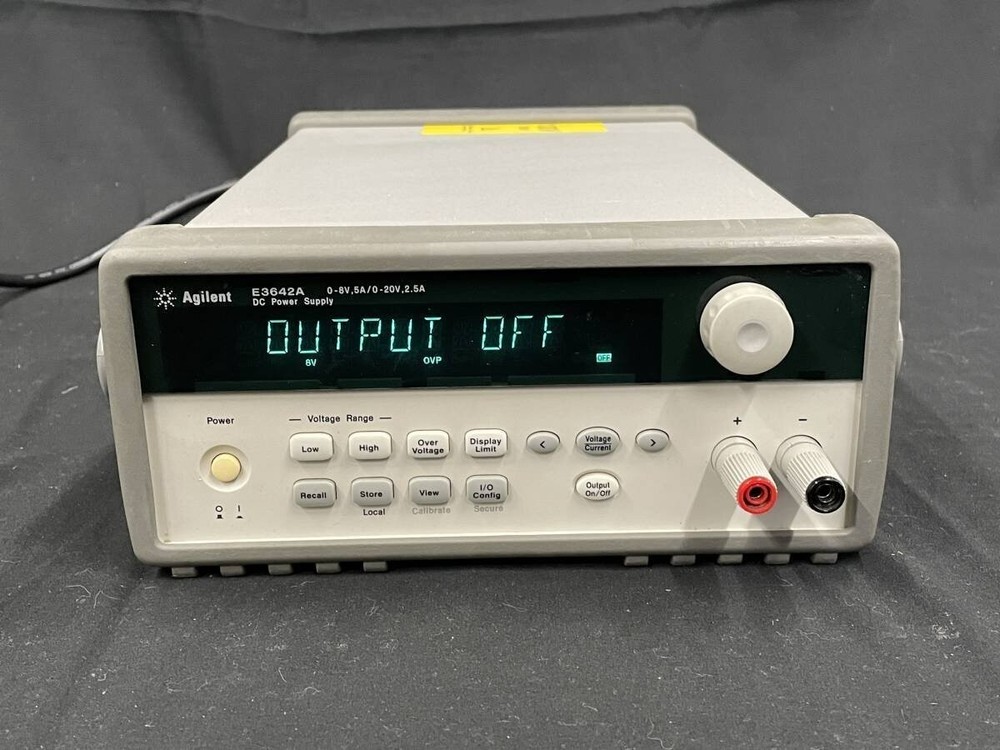 Agilent E3642A 0-8V,5A/0-20V,2.5A
DC Power Supply
OUTPUT OFF
8V OVP OFF
Power
Voltage Range
Low High Over Voltage Display Limit < Voltage Current >
+ −
Recall Store View I/O Config Output On/Off
Local Calibrate Secure
O I